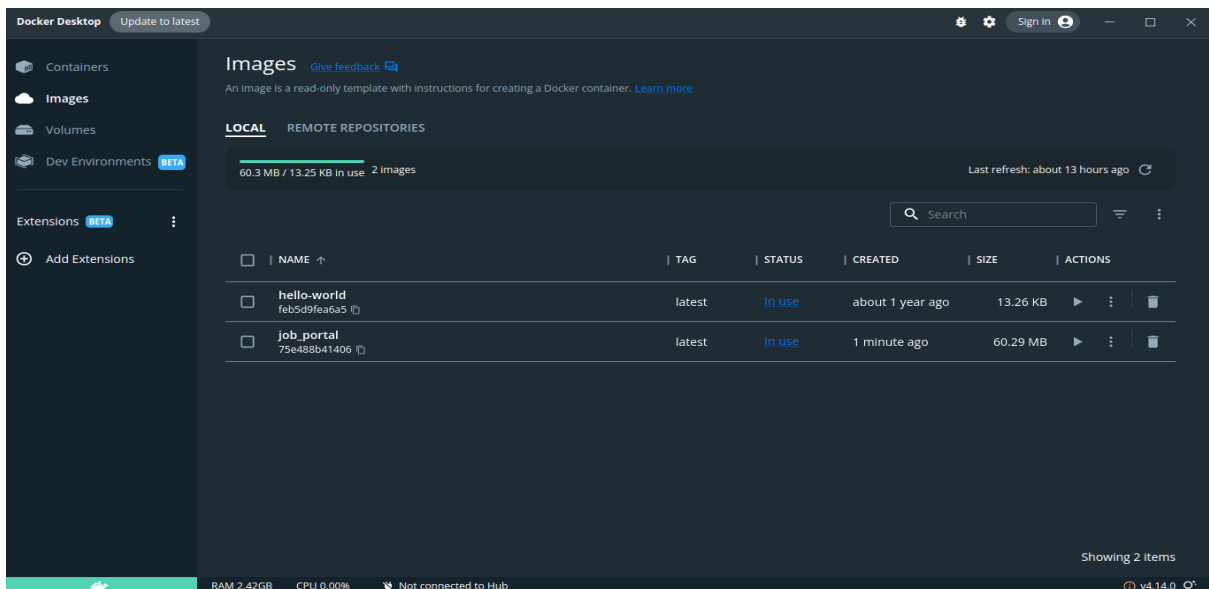 Docker Desktop Update to latest Sign in
Containers
Images
Volumes
Dev Environments BETA
Extensions BETA
Add Extensions
Images Give feedback
An image is a read-only template with instructions for creating a Docker container. Learn more
LOCAL REMOTE REPOSITORIES
60.3 MB / 13.25 KB in use 2 images Last refresh: about 13 hours ago
Search
NAME TAG STATUS CREATED SIZE ACTIONS
hello-world latest In use about 1 year ago 13.26 KB
feb5d9fea6a5
job_portal latest In use 1 minute ago 60.29 MB
75e488b41406
Showing 2 items
RAM 2.42GB CPU 0.00% Not connected to Hub v4.14.0